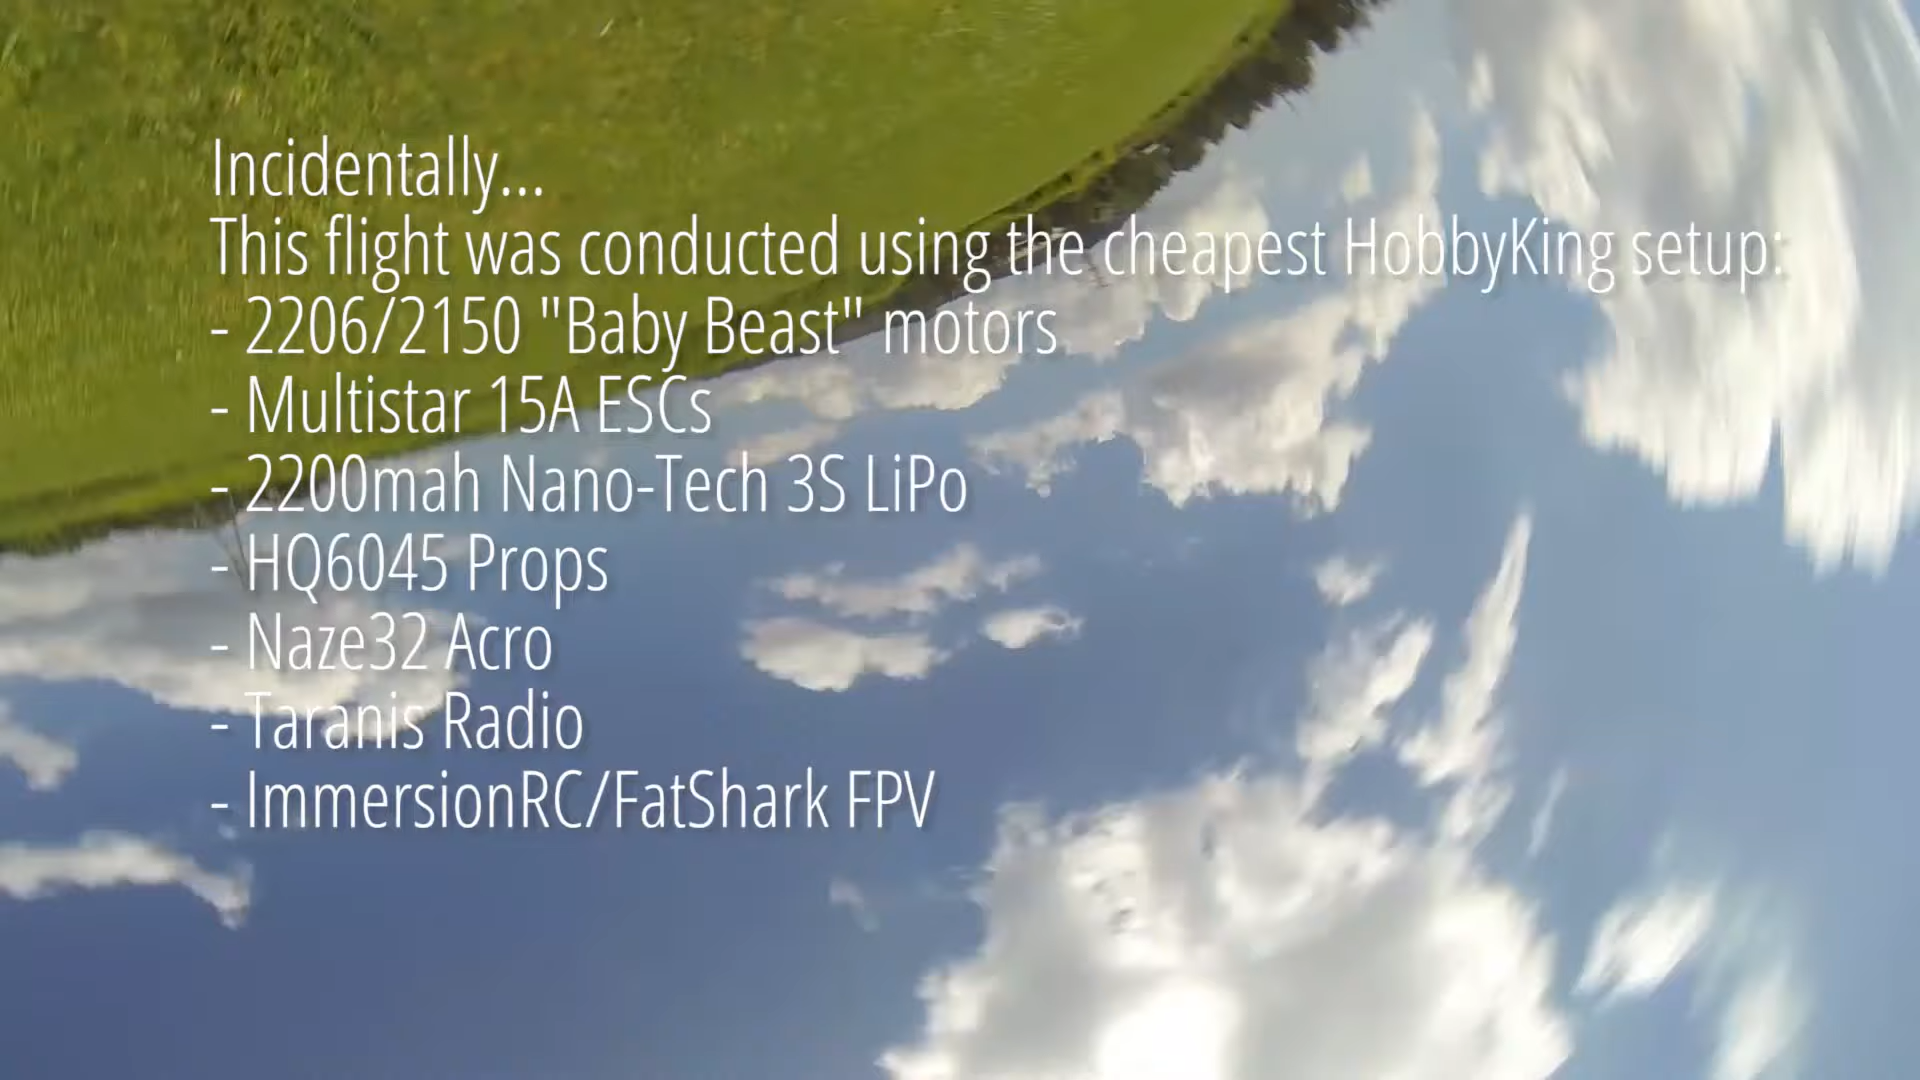 Incidentally...
This flight was conducted using the cheapest HobbyKing setup:
- 2206/2150 "Baby Beast" motors
- Multistar 15A ESCs
- 2200mah Nano-Tech 3S LiPo
- HQ6045 Props
- Naze32 Acro
- Taranis Radio
- ImmersionRC/FatShark FPV